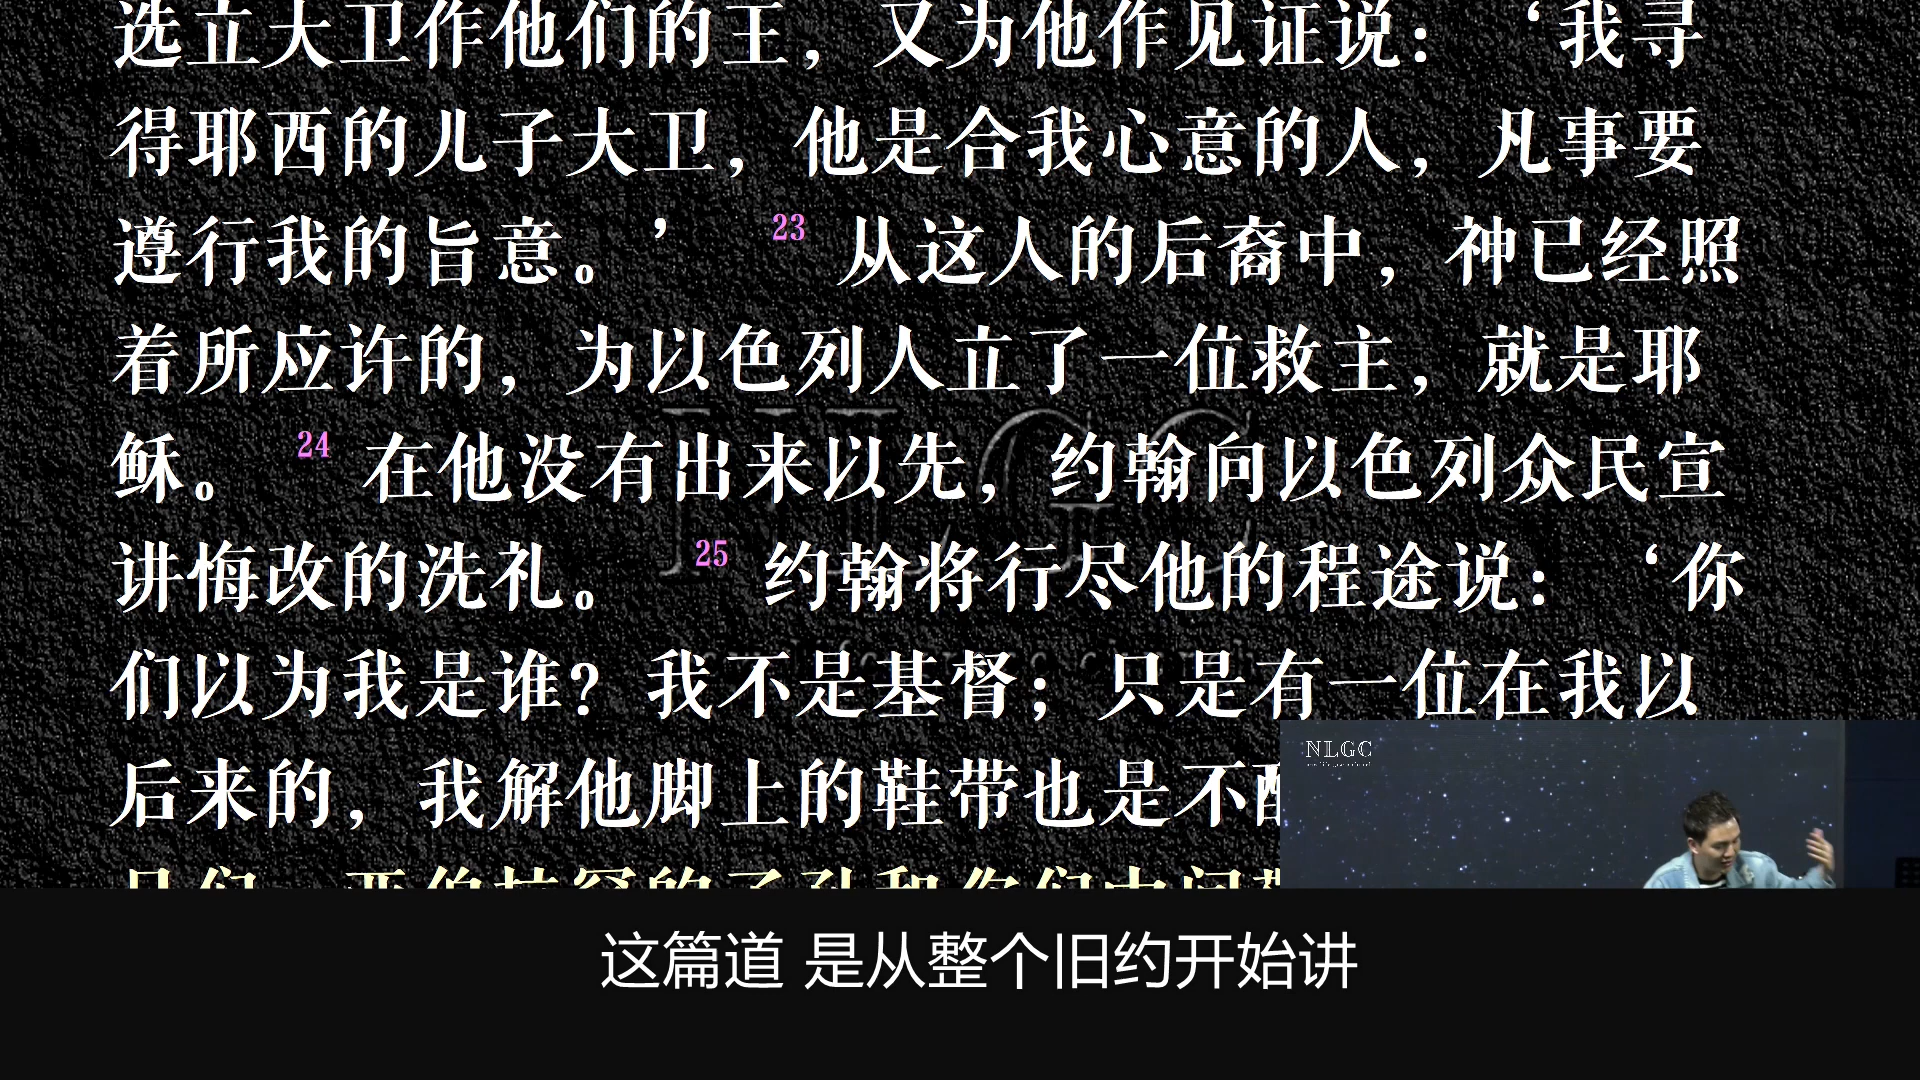 选立大卫作他们的王，又为他作见证说：‘我寻
得耶西的儿子大卫，他是合我心意的人，凡事要
遵行我的旨意。’ 23 从这人的后裔中，神已经照
着所应许的，为以色列人立了一位救主，就是耶
稣。 24 在他没有出来以先，约翰向以色列众民宣
讲悔改的洗礼。 25 约翰将行尽他的程途说：‘你
们以为我是谁？我不是基督；只是有一位在我以
后来的，我解他脚上的鞋带也是不
NLGC
NLGC
这篇道 是从整个旧约开始讲